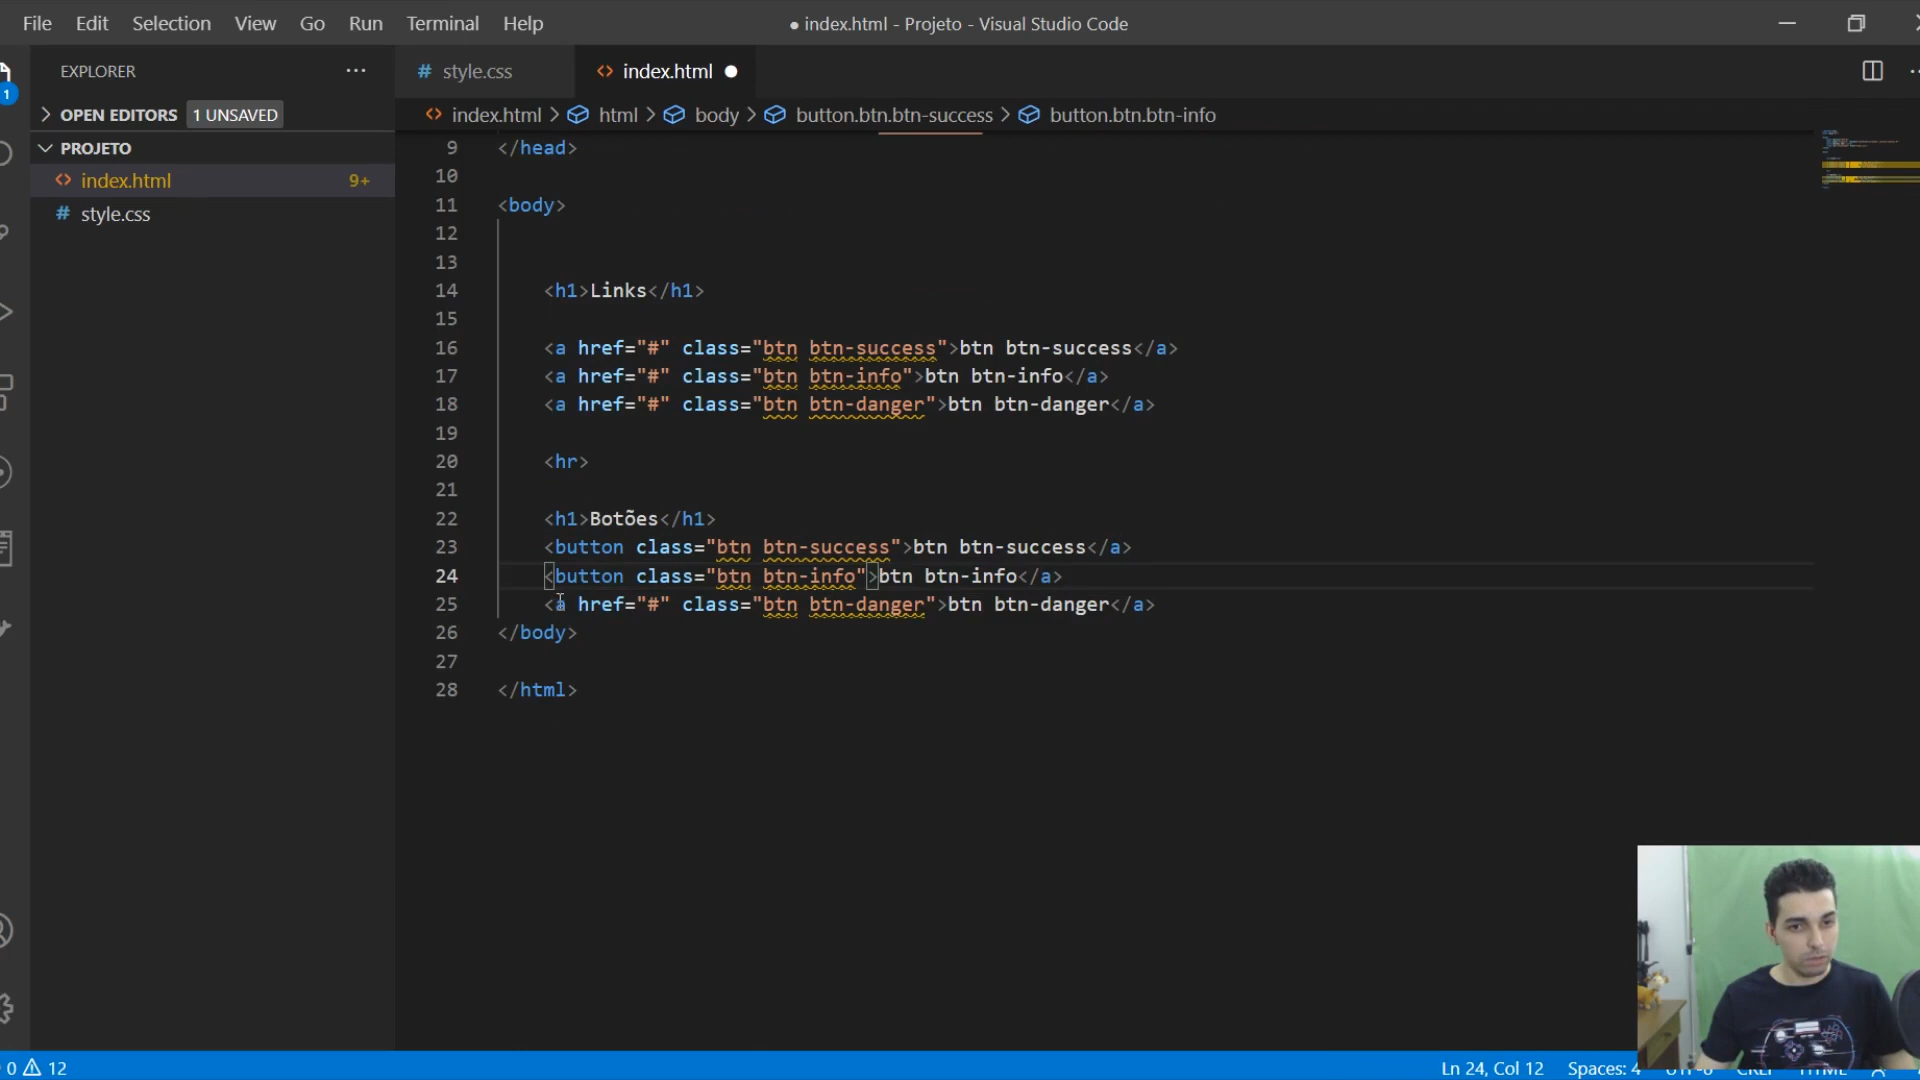 File Edit Selection View Go Run Terminal Help
● index.html - Projeto - Visual Studio Code
EXPLORER ···
# style.css
<> index.html ●
1
> OPEN EDITORS 1 UNSAVED
<> index.html > html > body > button.btn.btn-success > button.btn.btn-info
PROJETO
<> index.html 9+
# style.css
9 </head>
10
11 <body>
12
13
14 <h1>Links</h1>
15
16 <a href="#" class="btn btn-success">btn btn-success</a>
17 <a href="#" class="btn btn-info">btn btn-info</a>
18 <a href="#" class="btn btn-danger">btn btn-danger</a>
19
20 <hr>
21
22 <h1>Botões</h1>
23 <button class="btn btn-success">btn btn-success</a>
24 <button class="btn btn-info">btn btn-info</a>
25 <a href="#" class="btn btn-danger">btn btn-danger</a>
26 </body>
27
28 </html>
0 12 Ln 24, Col 12 Spaces: 4